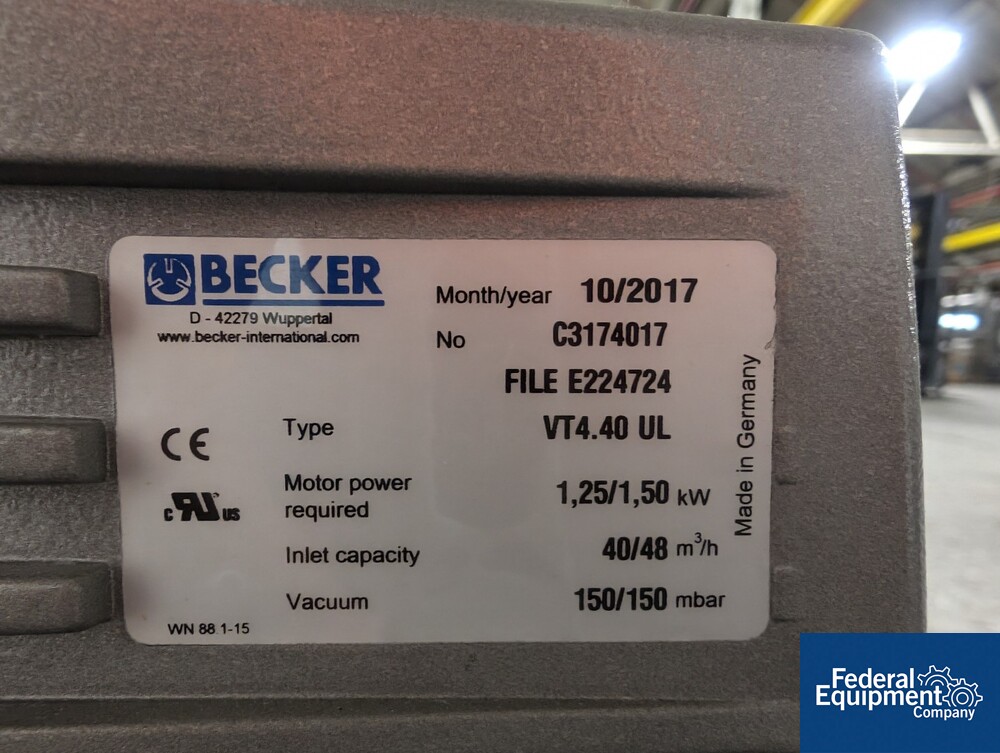 BECKER
D - 42279 Wuppertal
www.becker-international.com
Month/year 10/2017
No C3174017
FILE E224724
Type VT4.40 UL
CE
c RU US
Motor power
required 1,25/1,50 kW
Inlet capacity 40/48 m³/h
Vacuum 150/150 mbar
WN 88.1-15
Made in Germany
Federal
Equipment
Company